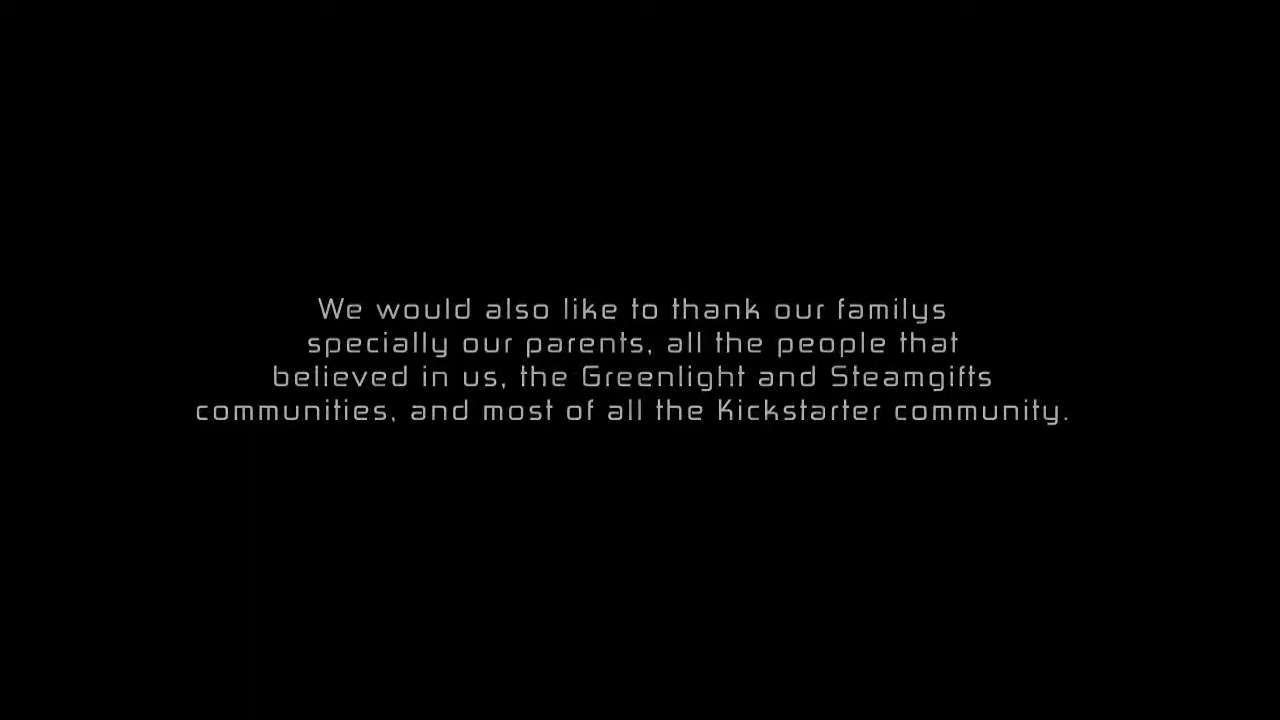 We would also like to thank our familys
specially our parents, all the people that
believed in us, the Greenlight and Steamgifts
communities, and most of all the Kickstarter community.